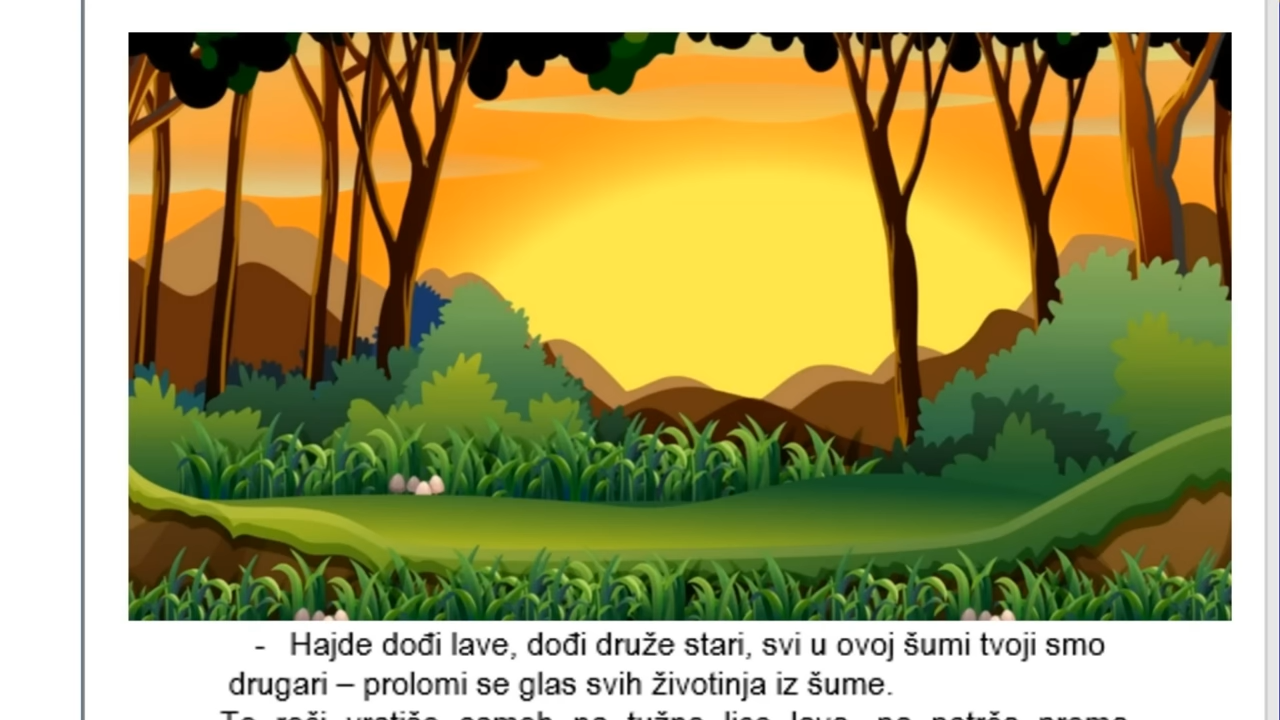 - Hajde dođi lave, dođi druže stari, svi u ovoj šumi tvoji smo
drugari – prolomi se glas svih životinja iz šume.